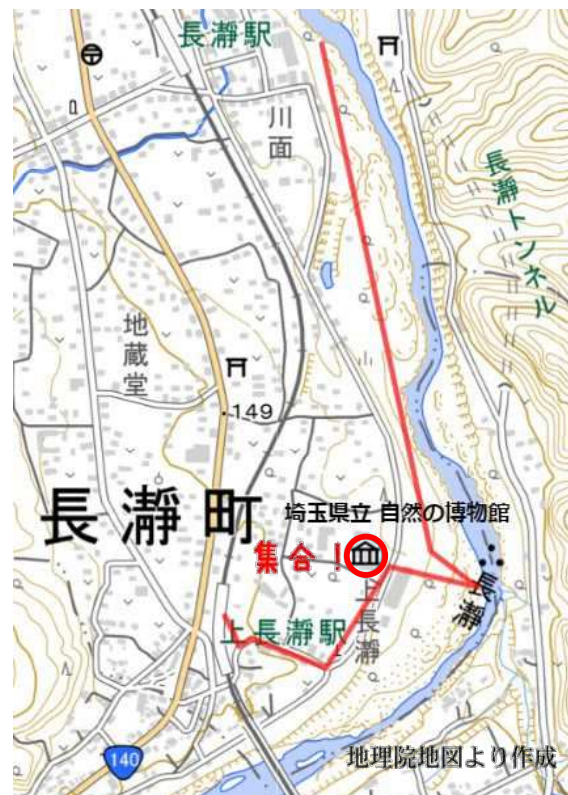 長瀞駅
川面
長瀞トンネル
地蔵堂
149
長瀞町
埼玉県立 自然の博物館
集合!
上長瀞
長瀞
上長瀞駅
140
地理院地図より作成